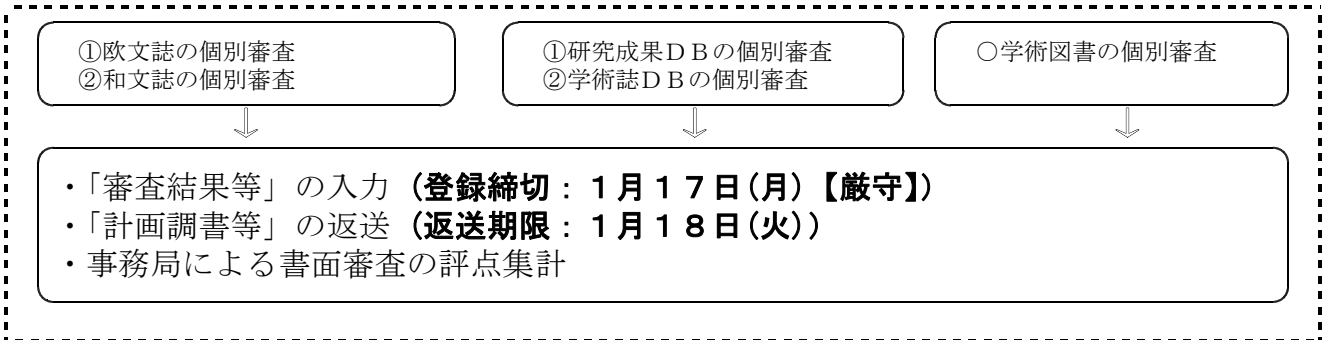 ①欧文誌の個別審査
②和文誌の個別審査
①研究成果ＤＢの個別審査
②学術誌ＤＢの個別審査
○学術図書の個別審査
・「審査結果等」の入力（登録締切：１月１７日(月)【厳守】）
・「計画調書等」の返送（返送期限：１月１８日(火)）
・事務局による書面審査の評点集計